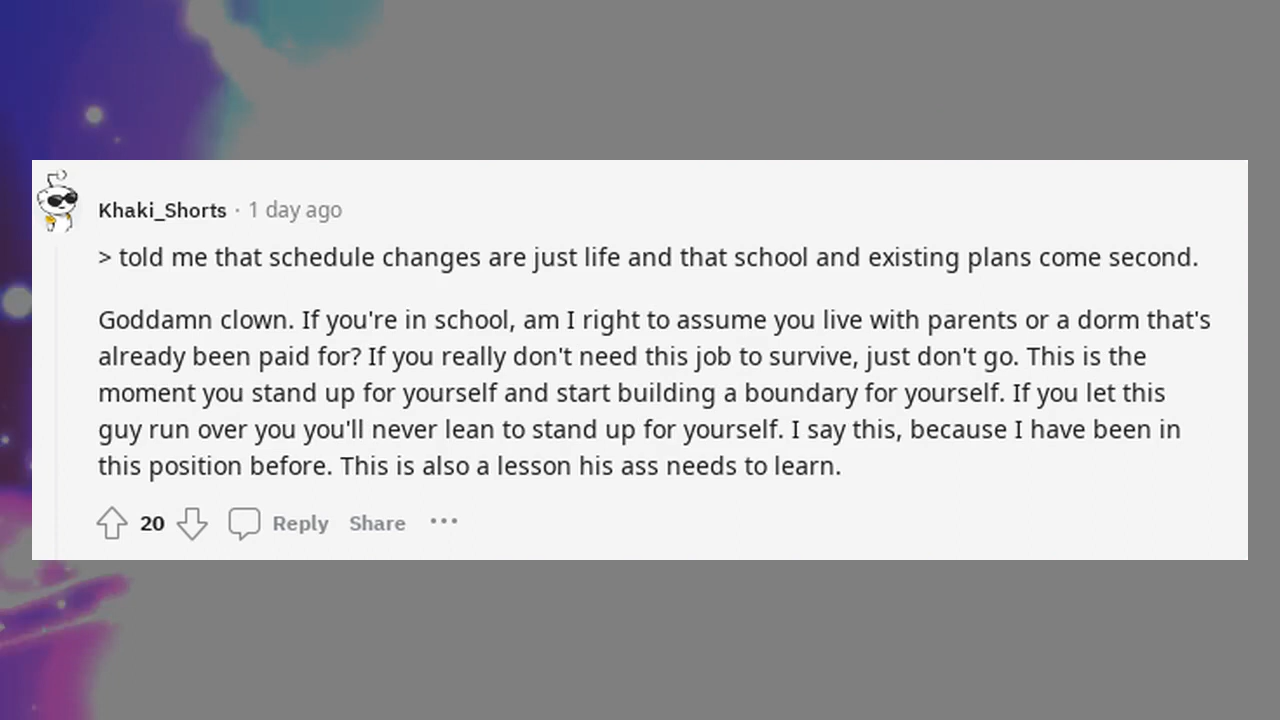 Khaki_Shorts · 1 day ago
> told me that schedule changes are just life and that school and existing plans come second.
Goddamn clown. If you're in school, am I right to assume you live with parents or a dorm that's
already been paid for? If you really don't need this job to survive, just don't go. This is the
moment you stand up for yourself and start building a boundary for yourself. If you let this
guy run over you you'll never lean to stand up for yourself. I say this, because I have been in
this position before. This is also a lesson his ass needs to learn.
20 Reply Share ···